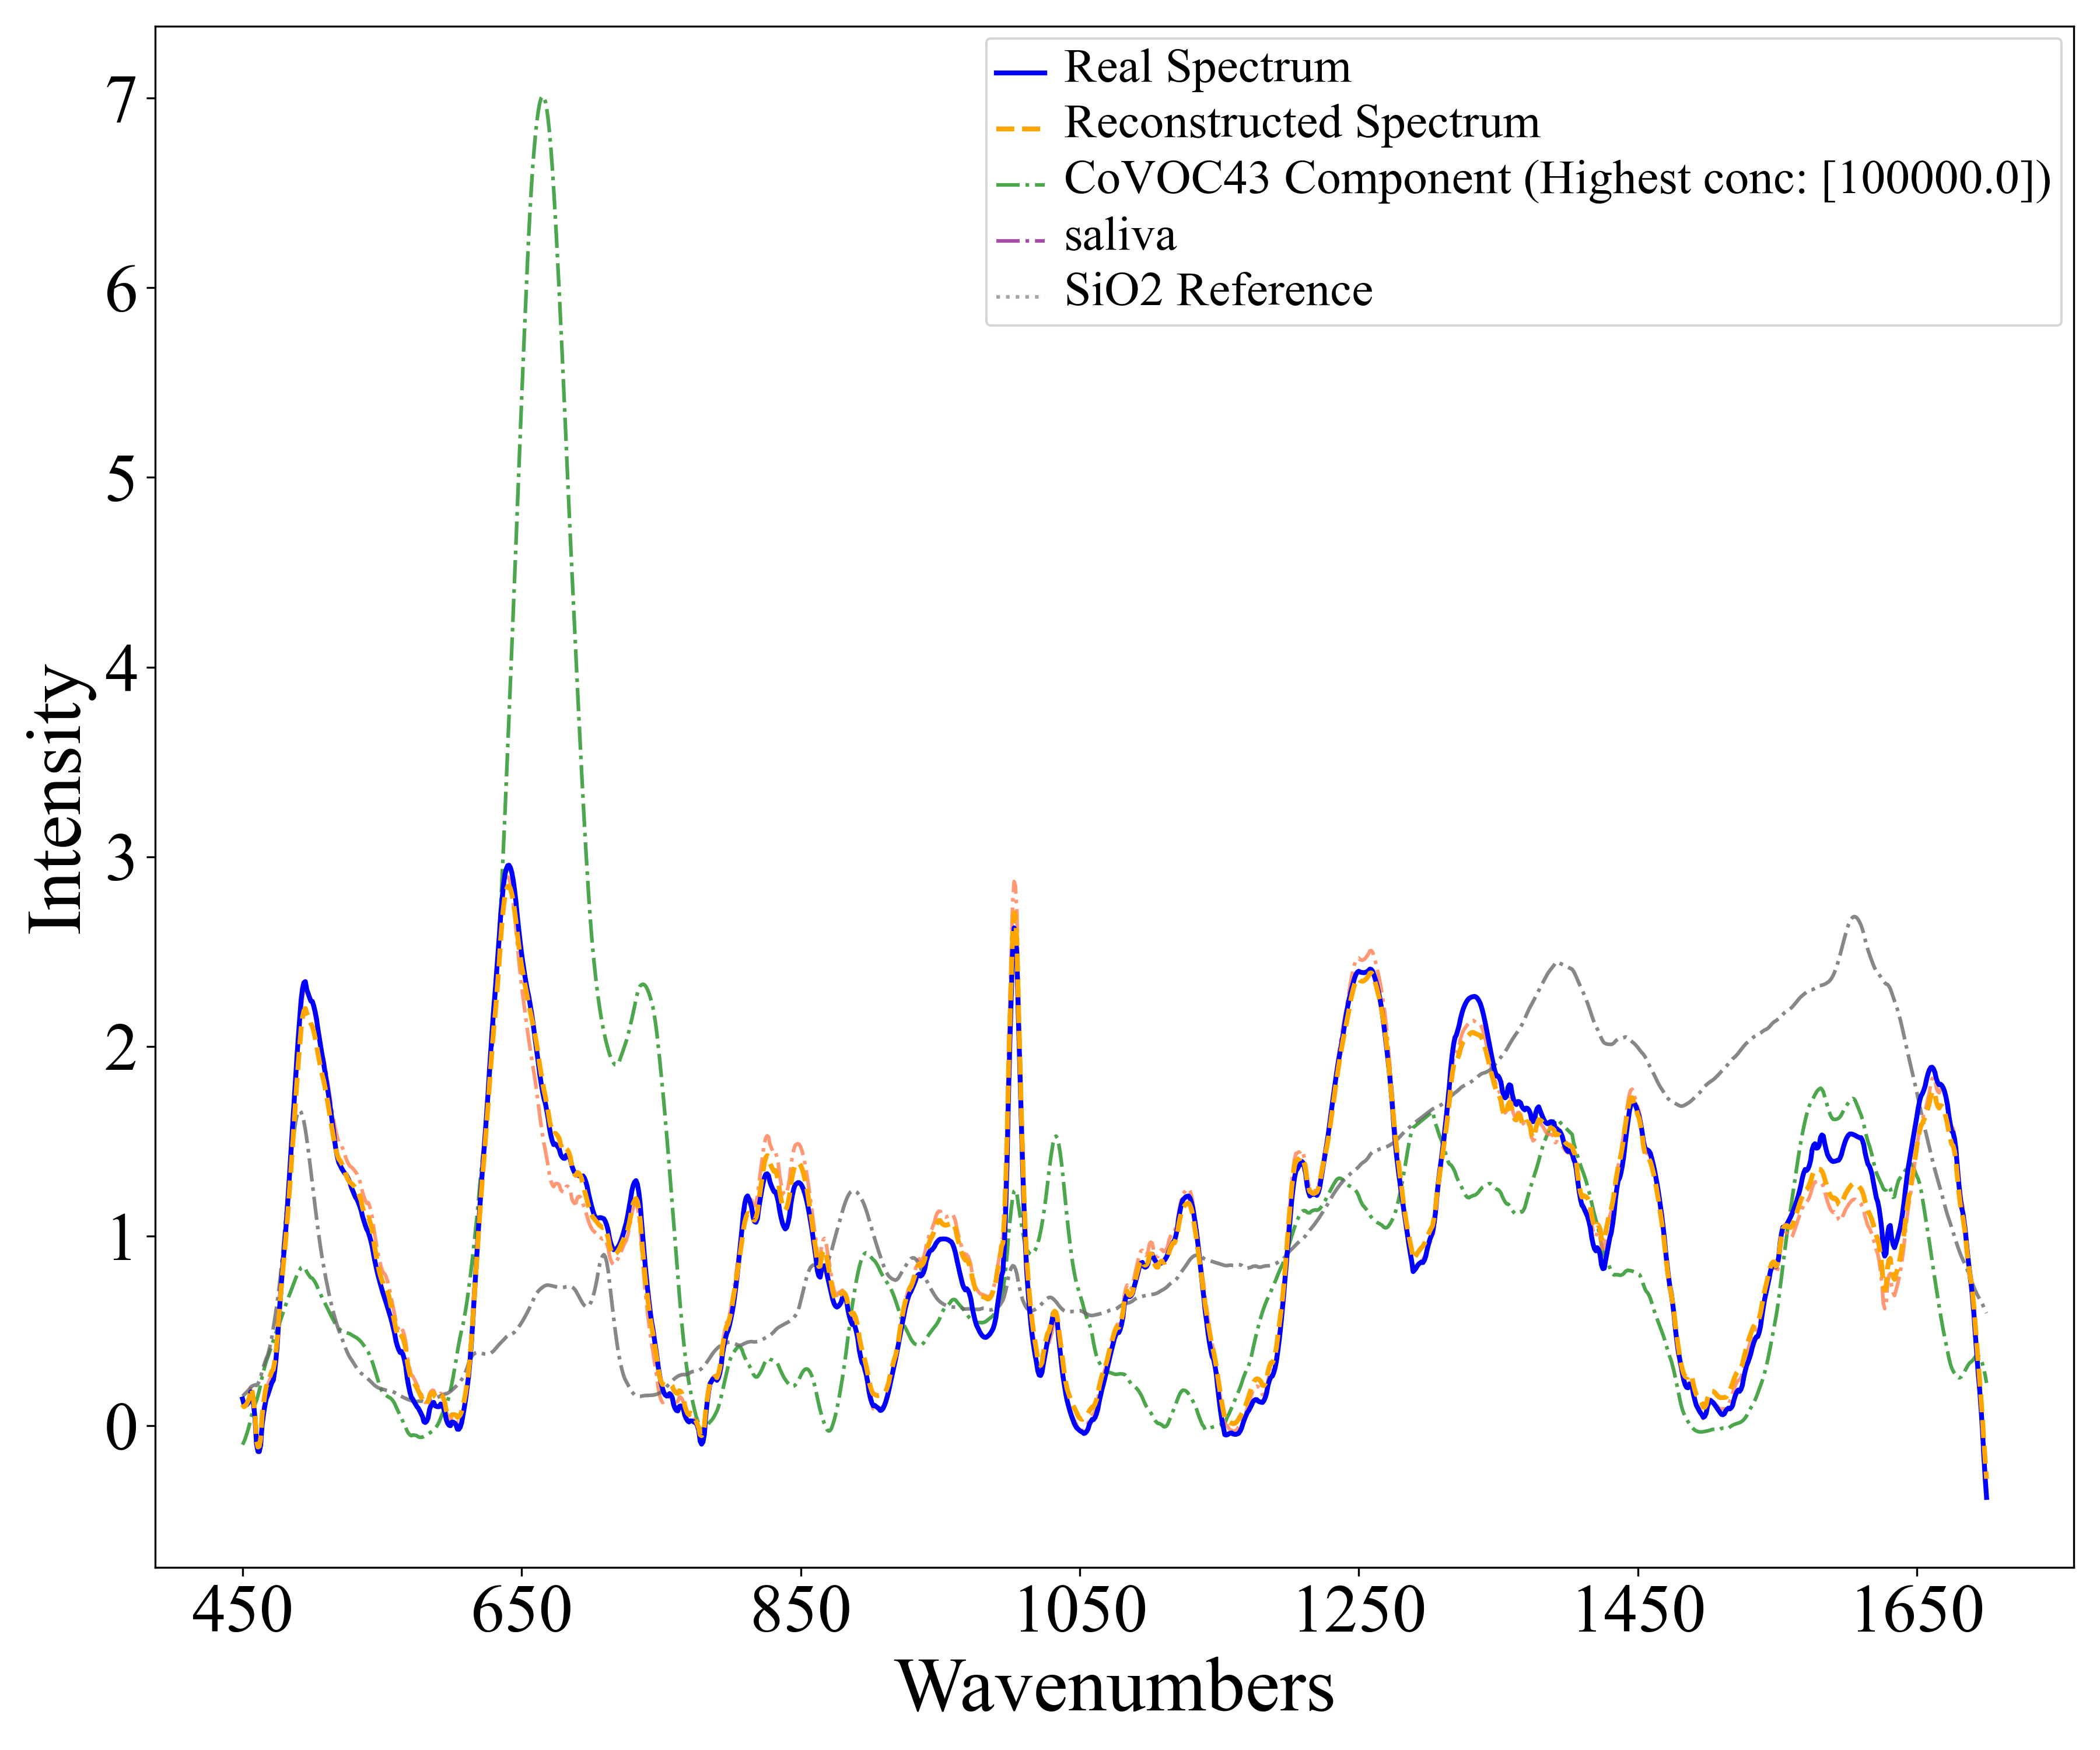 Real Spectrum
Reconstructed Spectrum
CoVOC43 Component (Highest conc: [100000.0])
saliva
SiO2 Reference
7
6
5
4
3
2
1
0
Intensity
450 650 850 1050 1250 1450 1650
Wavenumbers